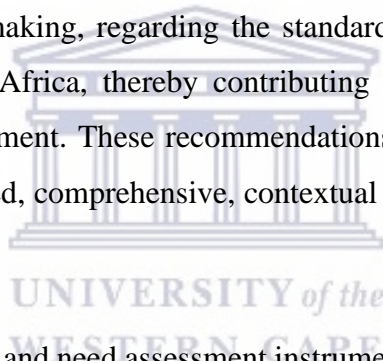 making, regarding the standard
Africa, thereby contributing
ment. These recommendations
ed, comprehensive, contextual
UNIVERSITY of the
and need assessment instrume
WESTERN CAPE